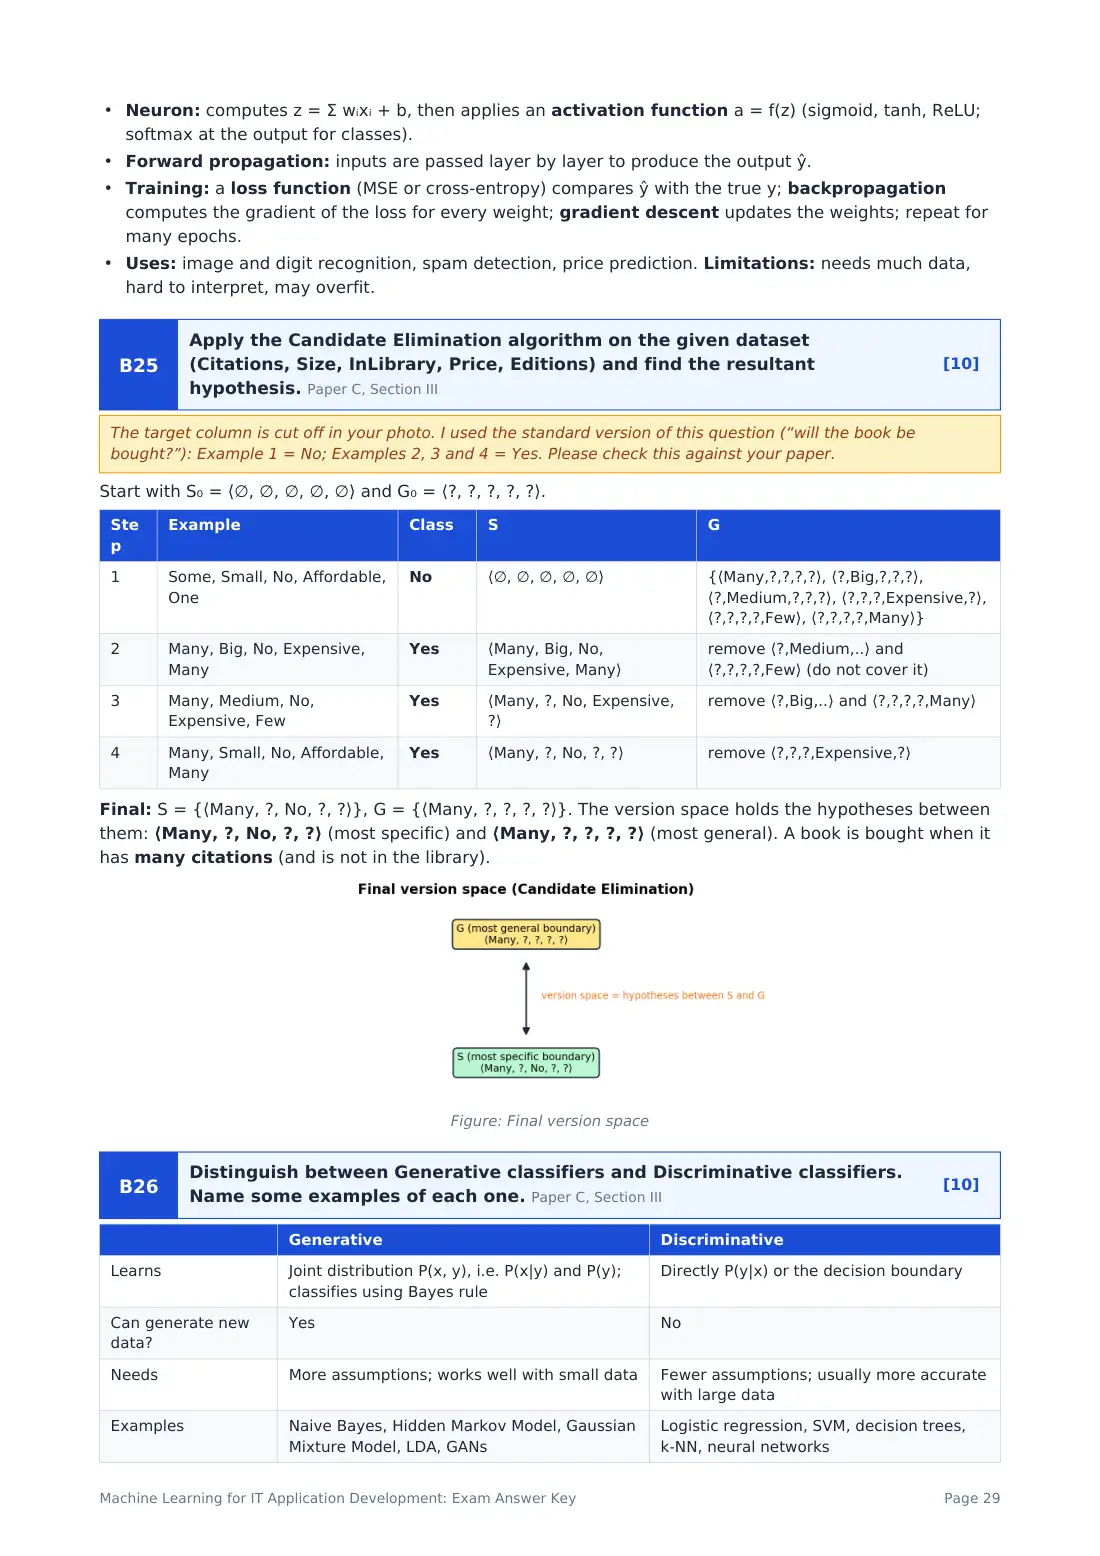 • Neuron: computes z = Σ wᵢxᵢ + b, then applies an activation function a = f(z) (sigmoid, tanh, ReLU;
softmax at the output for classes).
• Forward propagation: inputs are passed layer by layer to produce the output ŷ.
• Training: a loss function (MSE or cross-entropy) compares ŷ with the true y; backpropagation
computes the gradient of the loss for every weight; gradient descent updates the weights; repeat for
many epochs.
• Uses: image and digit recognition, spam detection, price prediction. Limitations: needs much data,
hard to interpret, may overfit.
B25
Apply the Candidate Elimination algorithm on the given dataset
(Citations, Size, InLibrary, Price, Editions) and find the resultant
hypothesis. Paper C, Section III
[10]
The target column is cut off in your photo. I used the standard version of this question (“will the book be
bought?”): Example 1 = No; Examples 2, 3 and 4 = Yes. Please check this against your paper.
Start with S₀ = ⟨∅, ∅, ∅, ∅, ∅⟩ and G₀ = ⟨?, ?, ?, ?, ?⟩.
Ste
p
Example
Class
S
G
1
Some, Small, No, Affordable,
One
No
⟨∅, ∅, ∅, ∅, ∅⟩
{⟨Many,?,?,?,?⟩, ⟨?,Big,?,?,?⟩,
⟨?,Medium,?,?,?⟩, ⟨?,?,?,Expensive,?⟩,
⟨?,?,?,?,Few⟩, ⟨?,?,?,?,Many⟩}
2
Many, Big, No, Expensive,
Many
Yes
⟨Many, Big, No,
Expensive, Many⟩
remove ⟨?,Medium,..⟩ and
⟨?,?,?,?,Few⟩ (do not cover it)
3
Many, Medium, No,
Expensive, Few
Yes
⟨Many, ?, No, Expensive,
?⟩
remove ⟨?,Big,..⟩ and ⟨?,?,?,?,Many⟩
4
Many, Small, No, Affordable,
Many
Yes
⟨Many, ?, No, ?, ?⟩
remove ⟨?,?,?,Expensive,?⟩
Final: S = {⟨Many, ?, No, ?, ?⟩}, G = {⟨Many, ?, ?, ?, ?⟩}. The version space holds the hypotheses between
them: ⟨Many, ?, No, ?, ?⟩ (most specific) and ⟨Many, ?, ?, ?, ?⟩ (most general). A book is bought when it
has many citations (and is not in the library).
Final version space (Candidate Elimination)
G (most general boundary)
⟨Many, ?, ?, ?, ?⟩
version space = hypotheses between S and G
S (most specific boundary)
⟨Many, ?, No, ?, ?⟩
Figure: Final version space
B26
Distinguish between Generative classifiers and Discriminative classifiers.
Name some examples of each one. Paper C, Section III
[10]
Generative
Discriminative
Learns
Joint distribution P(x, y), i.e. P(x|y) and P(y);
classifies using Bayes rule
Directly P(y|x) or the decision boundary
Can generate new
data?
Yes
No
Needs
More assumptions; works well with small data
Fewer assumptions; usually more accurate
with large data
Examples
Naive Bayes, Hidden Markov Model, Gaussian
Mixture Model, LDA, GANs
Logistic regression, SVM, decision trees,
k-NN, neural networks
Machine Learning for IT Application Development: Exam Answer Key
Page 29